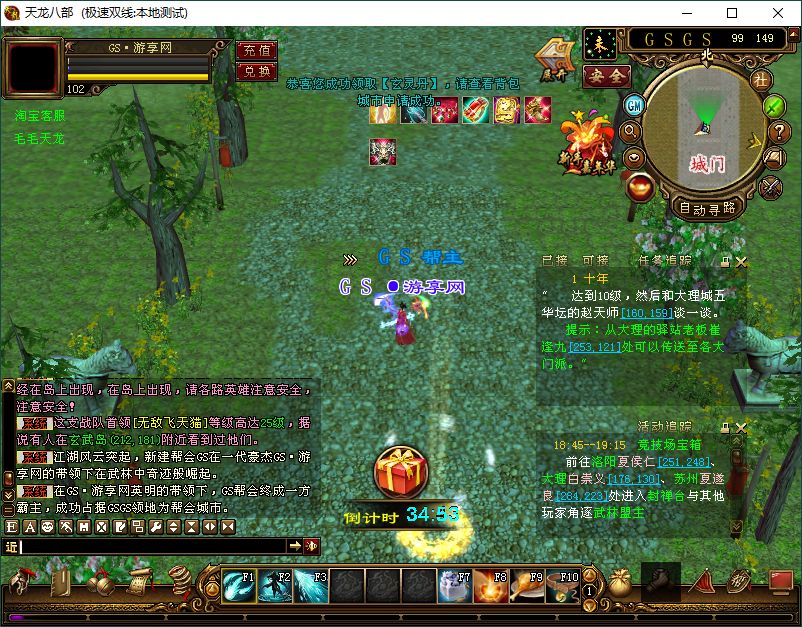 天龙八部 (极速双线:本地测试)
GS·游享网
102
充值
兑换
淘宝客服
毛毛天龙
恭喜您成功领取【玄灵丹】，请查看背包
城市申请成功。
展开
未
安全
GSGS 99 149
北
社
GM
?
城门
自动寻路
新手嘉年华
GS 帮主
GS ●游享网
已接 可接 任务追踪
1 十年
“ 达到10级，然后和大理城五
华坛的赵天师[160,159]谈一谈。
提示：从大理的驿站老板崔
逢九[253,121]处可以传送至各大
门派。”
活动追踪
18:45--19:15 竞技场宝箱
前往洛阳夏侯仁[251,248]、
大理白崇义[176,130]、苏州夏遂
良[264,223]处进入封禅台与其他
玩家角逐武林盟主
经在岛上出现，在岛上出现，请各路英雄注意安全，
注意安全！
系统 这支战队首领[无敌飞天猫]等级高达25级，据
说有人在玄武岛(212,181)附近看到过他们。
系统 江湖风云突起，新建帮会GS在一代豪杰GS·游
享网的带领下在武林中奇迹般崛起。
系统 在GS·游享网英明的带领下，GS帮会终成一方
霸主，成功占据GSGS领地为帮会城市。
倒计时 34:53
近
F1 F2 F3 F7 F8 F9 F10
1